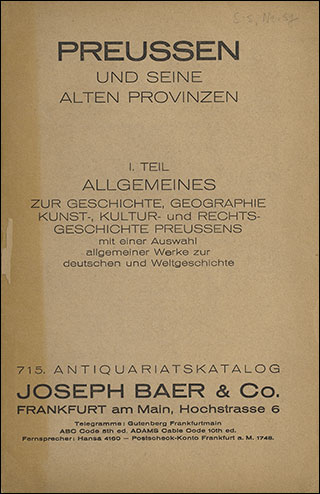 PREUSSEN
UND SEINE
ALTEN PROVINZEN
I. TEIL
ALLGEMEINES
ZUR GESCHICHTE, GEOGRAPHIE
KUNST-, KULTUR- und RECHTS-
GESCHICHTE PREUSSENS
mit einer Auswahl
allgemeiner Werke zur
deutschen und Weltgeschichte
715. ANTIQUARIATSKATALOG
JOSEPH BAER & Co.
FRANKFURT am Main, Hochstrasse 6
Telegramme: Gutenberg Frankfurtmain
ABC Code 5th ed. ADAMS Cable Code 10th ed.
Fernsprecher: Hansa 4160 — Postscheck-Konto Frankfurt a. M. 1748.